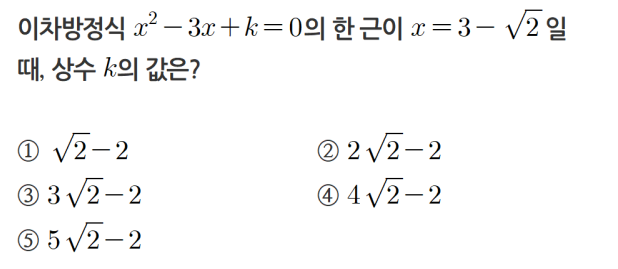 이차방정식 x² − 3x + k = 0의 한 근이 x = 3 − √2 일
때, 상수 k의 값은?
① √2 − 2 ② 2√2 − 2
③ 3√2 − 2 ④ 4√2 − 2
⑤ 5√2 − 2